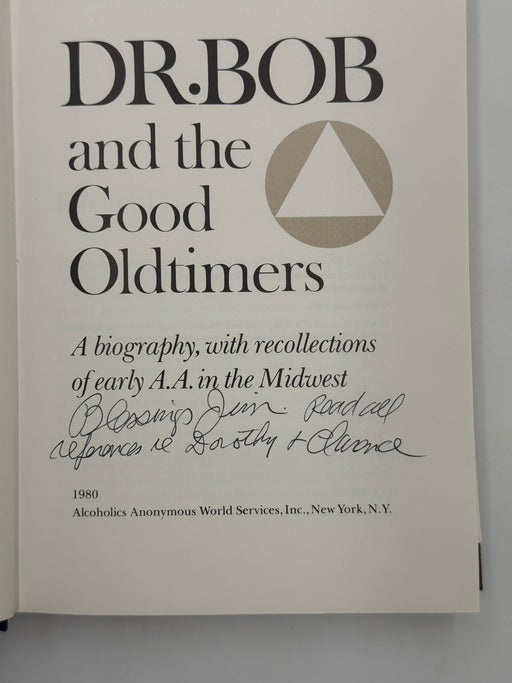 DR. BOB
and the
Good
Oldtimers
A biography, with recollections
of early A.A. in the Midwest
Blessings Jim. Read all
references re Dorothy & Clarence
1980
Alcoholics Anonymous World Services, Inc., New York, N.Y.